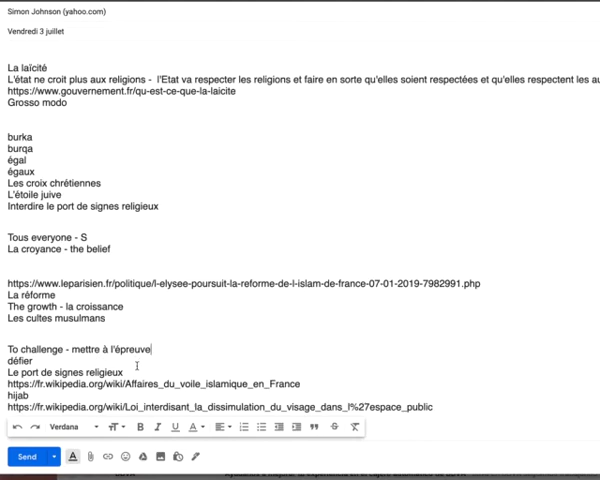 Simon Johnson (yahoo.com)
Vendredi 3 juillet
La laïcité
L'état ne croit plus aux religions - l'Etat va respecter les religions et faire en sorte qu'elles soient respectées et qu'elles respectent les au
https://www.gouvernement.fr/qu-est-ce-que-la-laicite
Grosso modo
burka
burqa
égal
égaux
Les croix chrétiennes
L'étoile juive
Interdire le port de signes religieux
Tous everyone - S
La croyance - the belief
https://www.leparisien.fr/politique/l-elysee-poursuit-la-reforme-de-l-islam-de-france-07-01-2019-7982991.php
La réforme
The growth - la croissance
Les cultes musulmans
To challenge - mettre à l'épreuve
défier
Le port de signes religieux
https://fr.wikipedia.org/wiki/Affaires_du_voile_islamique_en_France
hijab
https://fr.wikipedia.org/wiki/Loi_interdisant_la_dissimulation_du_visage_dans_l%27espace_public
Verdana
Send